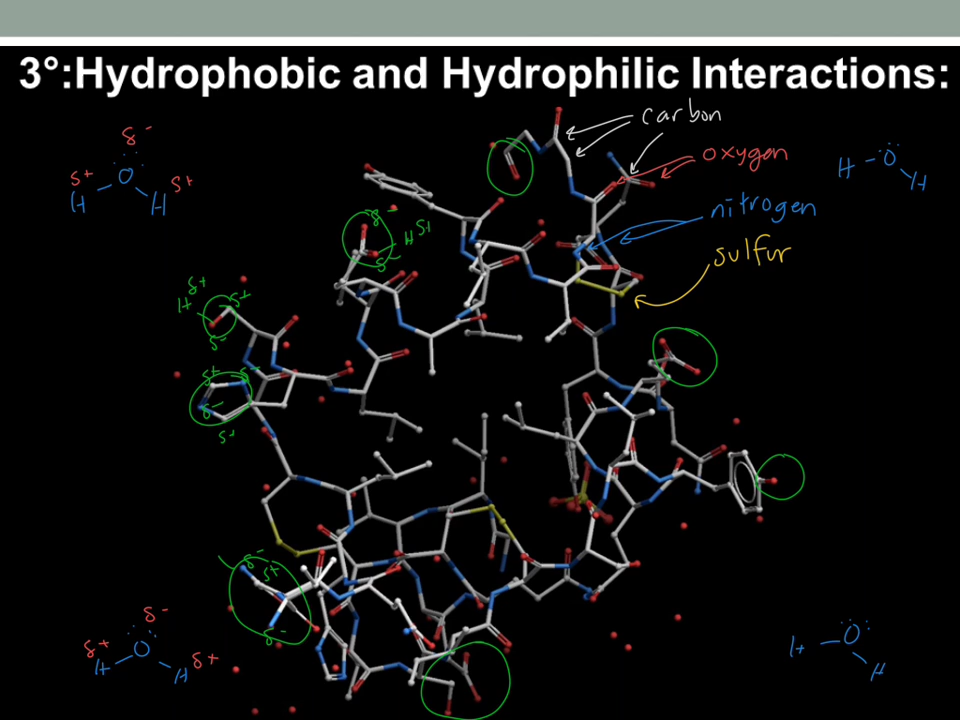 3°:Hydrophobic and Hydrophilic Interactions:
carbon
oxygen
nitrogen
sulfur
δ-
δ+ O δ+
H H
H O
H
δ-
δ- H δ+
δ+
H δ+
δ-
δ+ δ-
δ-
δ+
δ-
δ+
δ-
δ-
δ+ O δ+
H H
H O
H